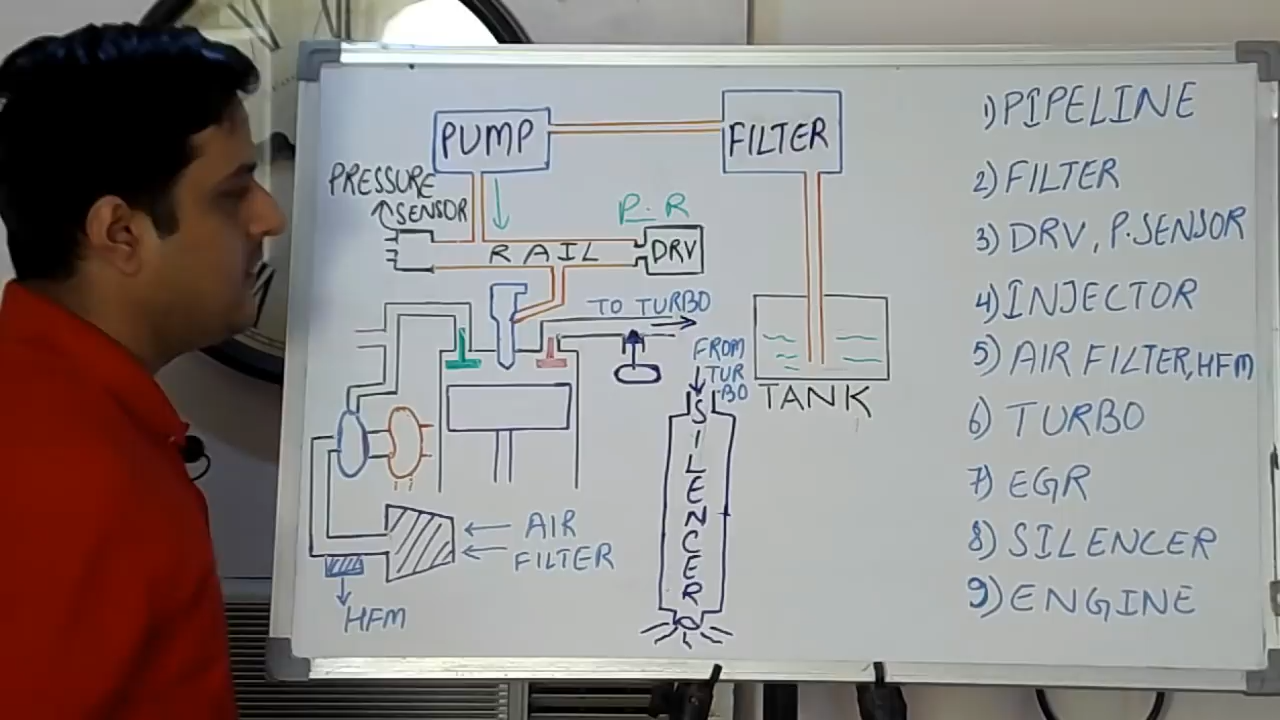 PUMP
FILTER
PRESSURE
SENSOR
P.R
RAIL
DRV
TO TURBO
FROM
TUR
BO
TANK
SILENCER
AIR
FILTER
HFM
1) PIPELINE
2) FILTER
3) DRV, P.SENSOR
4) INJECTOR
5) AIR FILTER, HFM
6) TURBO
7) EGR
8) SILENCER
9) ENGINE